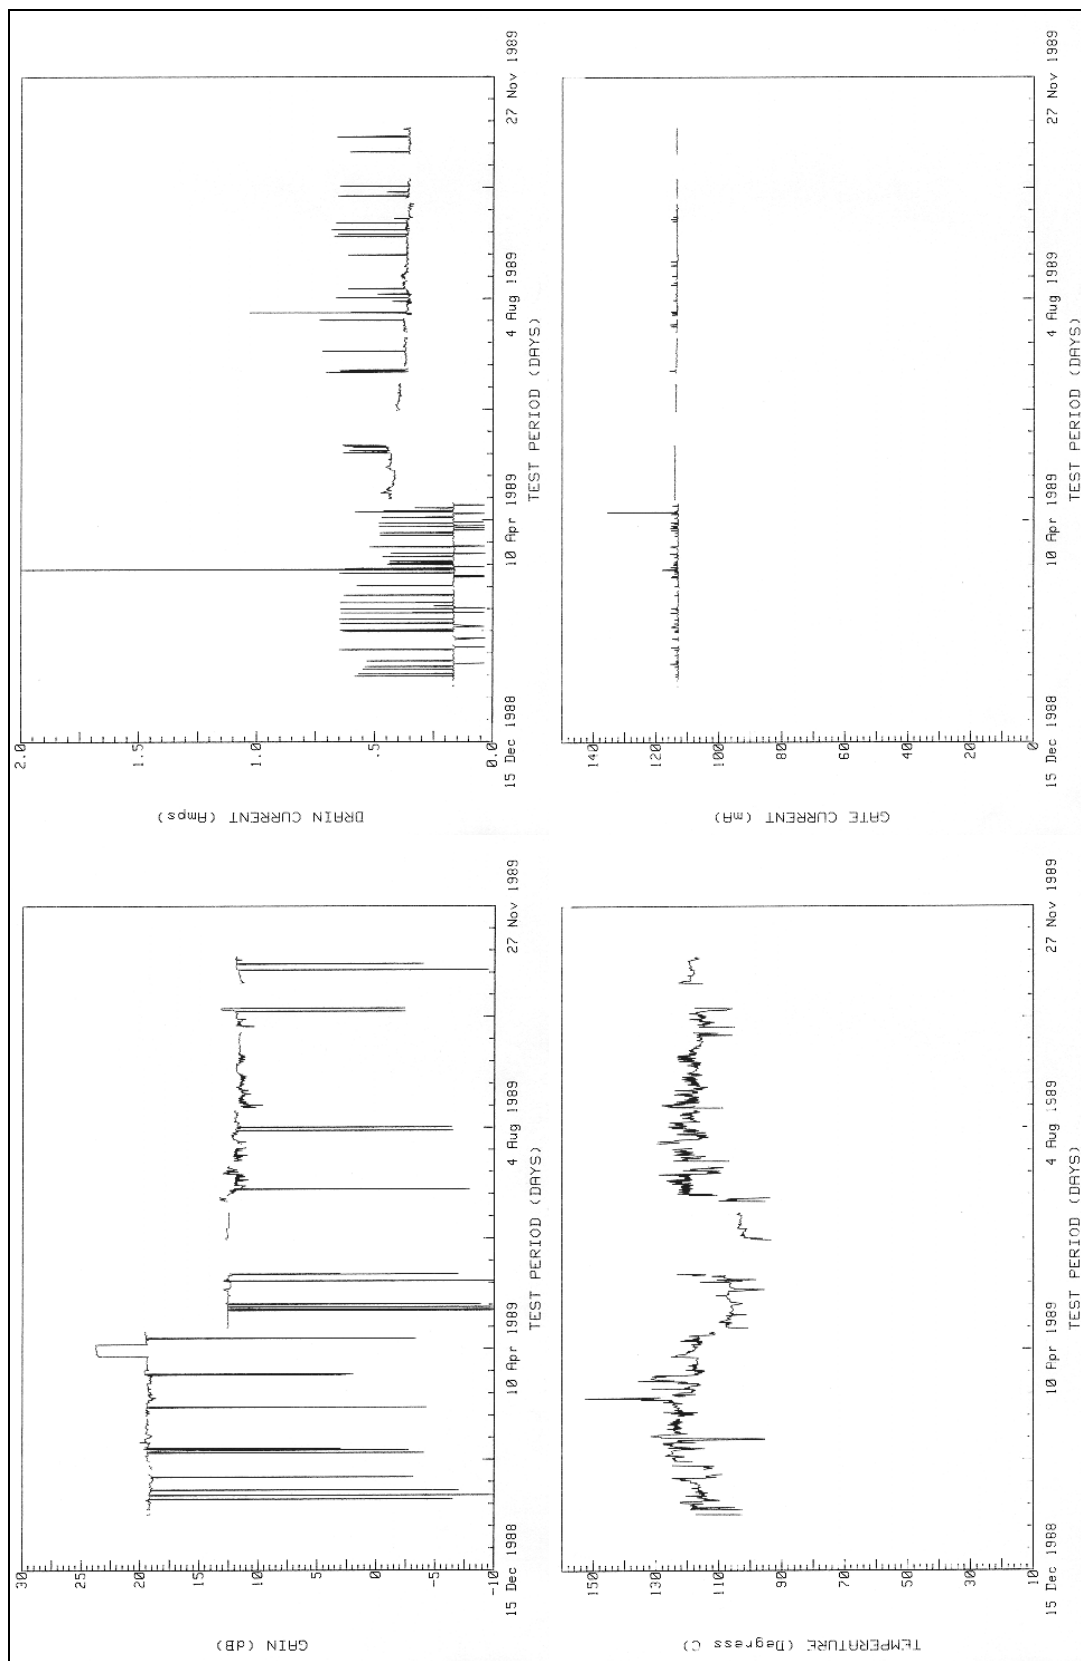 GAIN (dB)
30
25
20
15
10
5
0
-5
-10
15 Dec 1988 10 Apr 1989 4 Aug 1989 27 Nov 1989
TEST PERIOD (DAYS)
DRAIN CURRENT (Amps)
2.0
1.5
1.0
.5
0.0
15 Dec 1988 10 Apr 1989 4 Aug 1989 27 Nov 1989
TEST PERIOD (DAYS)
TEMPERATURE (Degress C)
150
130
110
90
70
50
30
10
15 Dec 1988 10 Apr 1989 4 Aug 1989 27 Nov 1989
TEST PERIOD (DAYS)
GATE CURRENT (mA)
140
120
100
80
60
40
20
0
15 Dec 1988 10 Apr 1989 4 Aug 1989 27 Nov 1989
TEST PERIOD (DAYS)